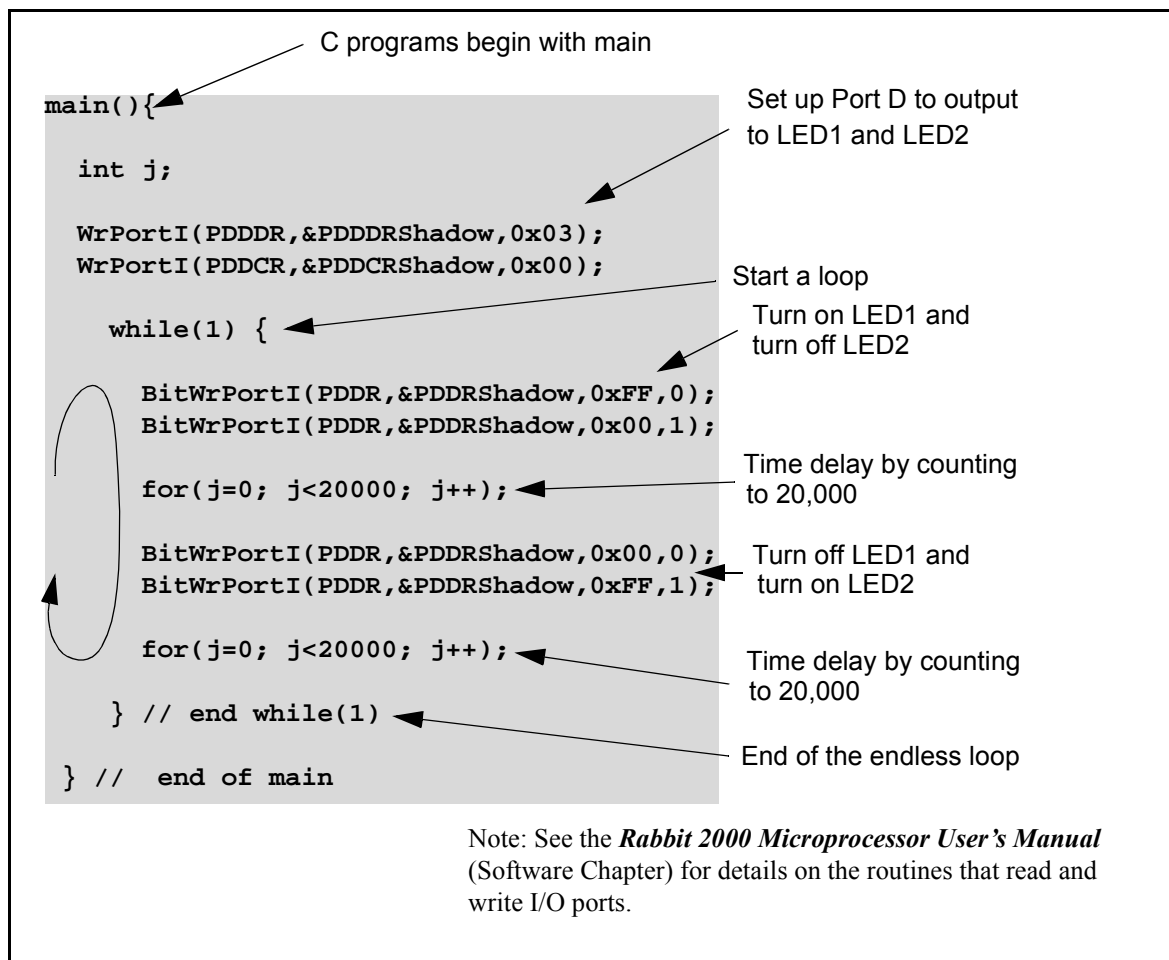 C programs begin with main
main(){
Set up Port D to output
to LED1 and LED2
int j;
WrPortI(PDDDR,&PDDDRShadow,0x03);
WrPortI(PDDCR,&PDDCRShadow,0x00);
Start a loop
while(1) {
Turn on LED1 and
turn off LED2
BitWrPortI(PDDR,&PDDRShadow,0xFF,0);
BitWrPortI(PDDR,&PDDRShadow,0x00,1);
Time delay by counting
to 20,000
for(j=0; j<20000; j++);
BitWrPortI(PDDR,&PDDRShadow,0x00,0);
BitWrPortI(PDDR,&PDDRShadow,0xFF,1);
Turn off LED1 and
turn on LED2
for(j=0; j<20000; j++);
Time delay by counting
to 20,000
} // end while(1)
End of the endless loop
} // end of main
Note: See the Rabbit 2000 Microprocessor User’s Manual
(Software Chapter) for details on the routines that read and
write I/O ports.